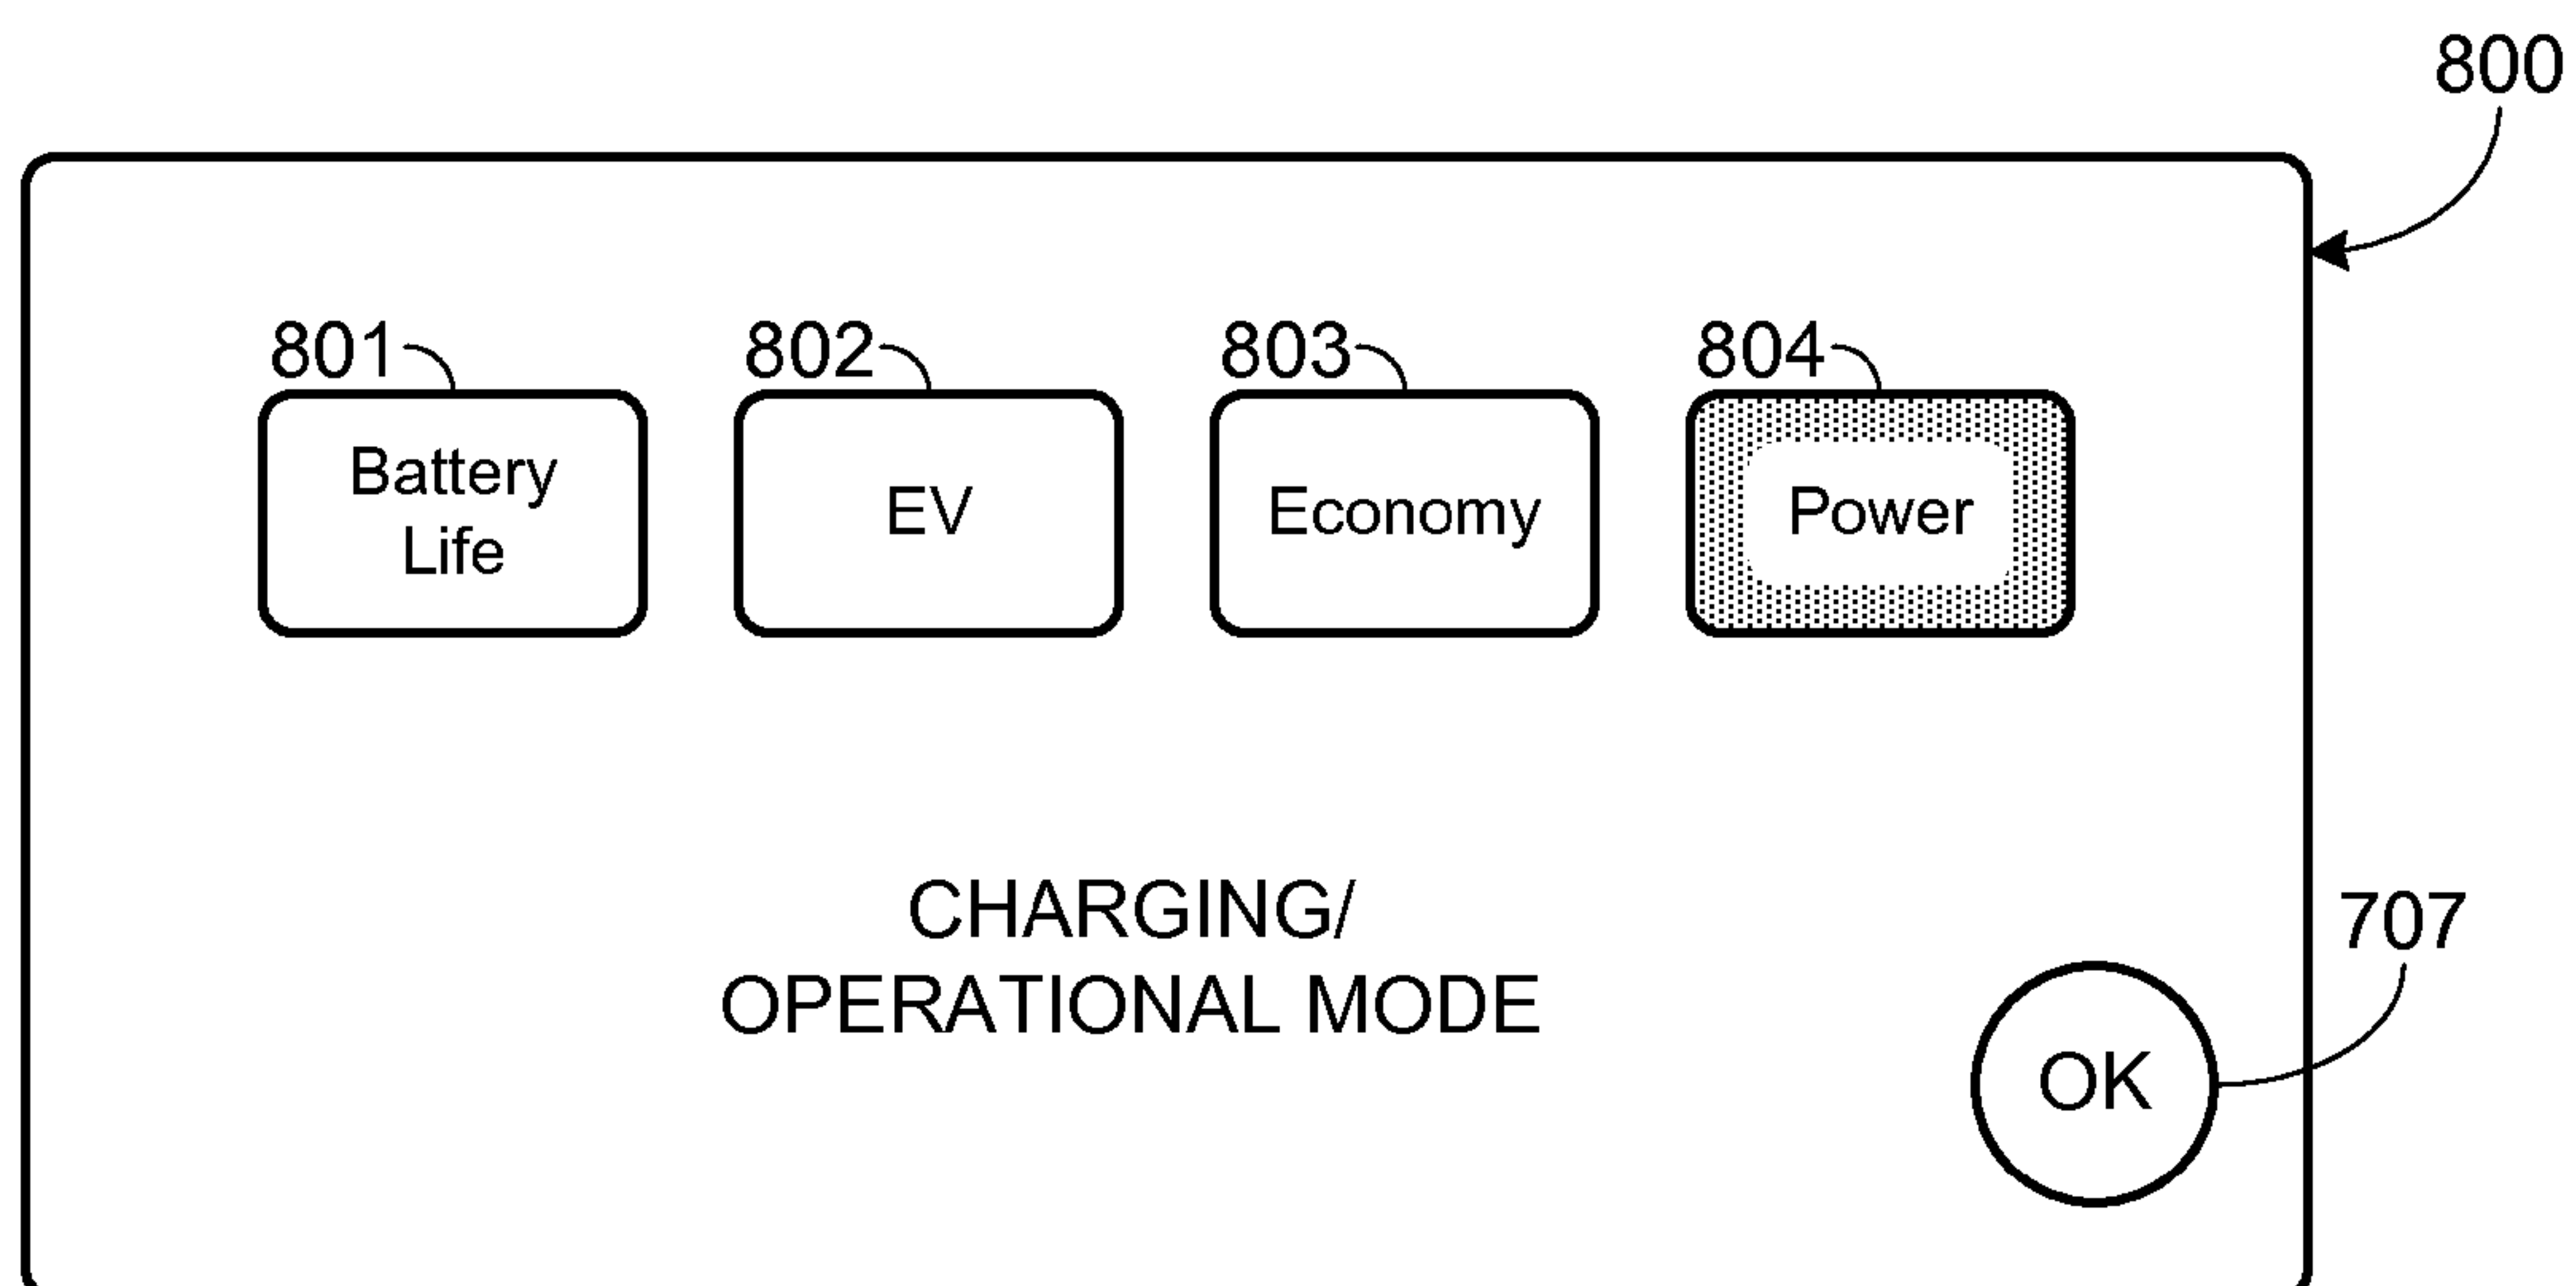 800
801
802
803
804
Battery
Life
EV
Economy
Power
CHARGING/
OPERATIONAL MODE
707
OK